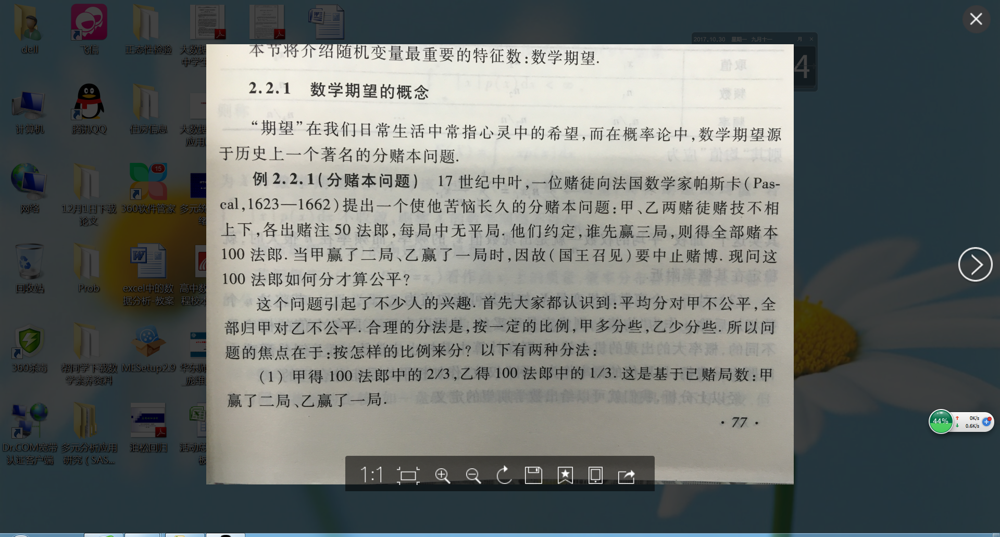 本节将介绍随机变量最重要的特征数:数学期望.
2.2.1 数学期望的概念
“期望”在我们日常生活中常指心灵中的希望,而在概率论中,数学期望源
于历史上一个著名的分赌本问题.
例 2.2.1(分赌本问题) 17 世纪中叶,一位赌徒向法国数学家帕斯卡(Pas-
cal,1623—1662)提出一个使他苦恼长久的分赌本问题:甲、乙两赌徒赌技不相
上下,各出赌注 50 法郎,每局中无平局. 他们约定,谁先赢三局,则得全部赌本
100 法郎. 当甲赢了二局、乙赢了一局时,因故(国王召见)要中止赌博. 现问这
100 法郎如何分才算公平?
这个问题引起了不少人的兴趣. 首先大家都认识到:平均分对甲不公平,全
部归甲对乙不公平. 合理的分法是,按一定的比例,甲多分些,乙少分些. 所以问
题的焦点在于:按怎样的比例来分? 以下有两种分法:
(1) 甲得 100 法郎中的 2/3,乙得 100 法郎中的 1/3. 这是基于已赌局数:甲
赢了二局、乙赢了一局.
· 77 ·
1:1
dell
飞信
正态性检验
大数据
中学生
计算机
腾讯QQ
住房信息
大数据
应用
网络
12月1日下载
论文
360软件管家
15
多元统
回收站
Prob
excel中的数
据分析-教案
高中数
程校本
360杀毒
帮同学下载数
学素养资料
MESetup2.9
华东师
_庞维
Dr.COM宽带
认证客户端
多元分析应用
研究（SAS...
泊松回归
活动总
板
2017.10.30 星期一 九月十一
月
4
44%
0K/s
0.6K/s